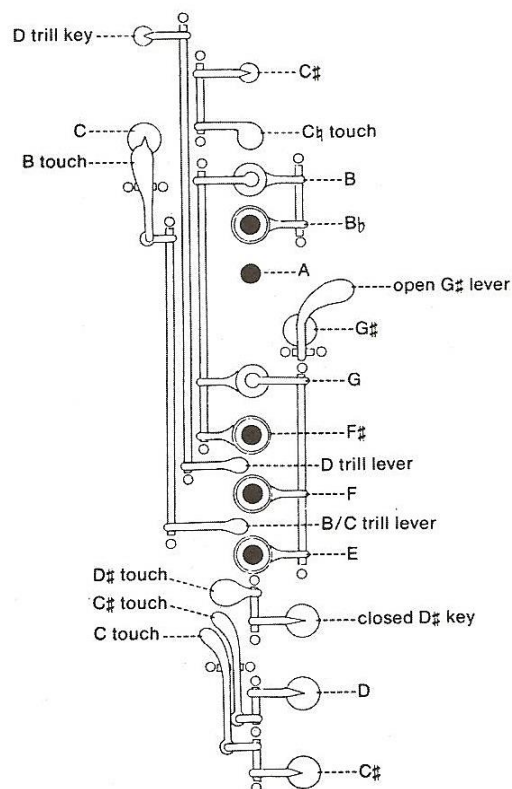 D trill key
C♯
C
C♮ touch
B touch
B
B♭
A
open G♯ lever
G♯
G
F♯
D trill lever
F
B/C trill lever
E
D♯ touch
C♯ touch
closed D♯ key
C touch
D
C♯